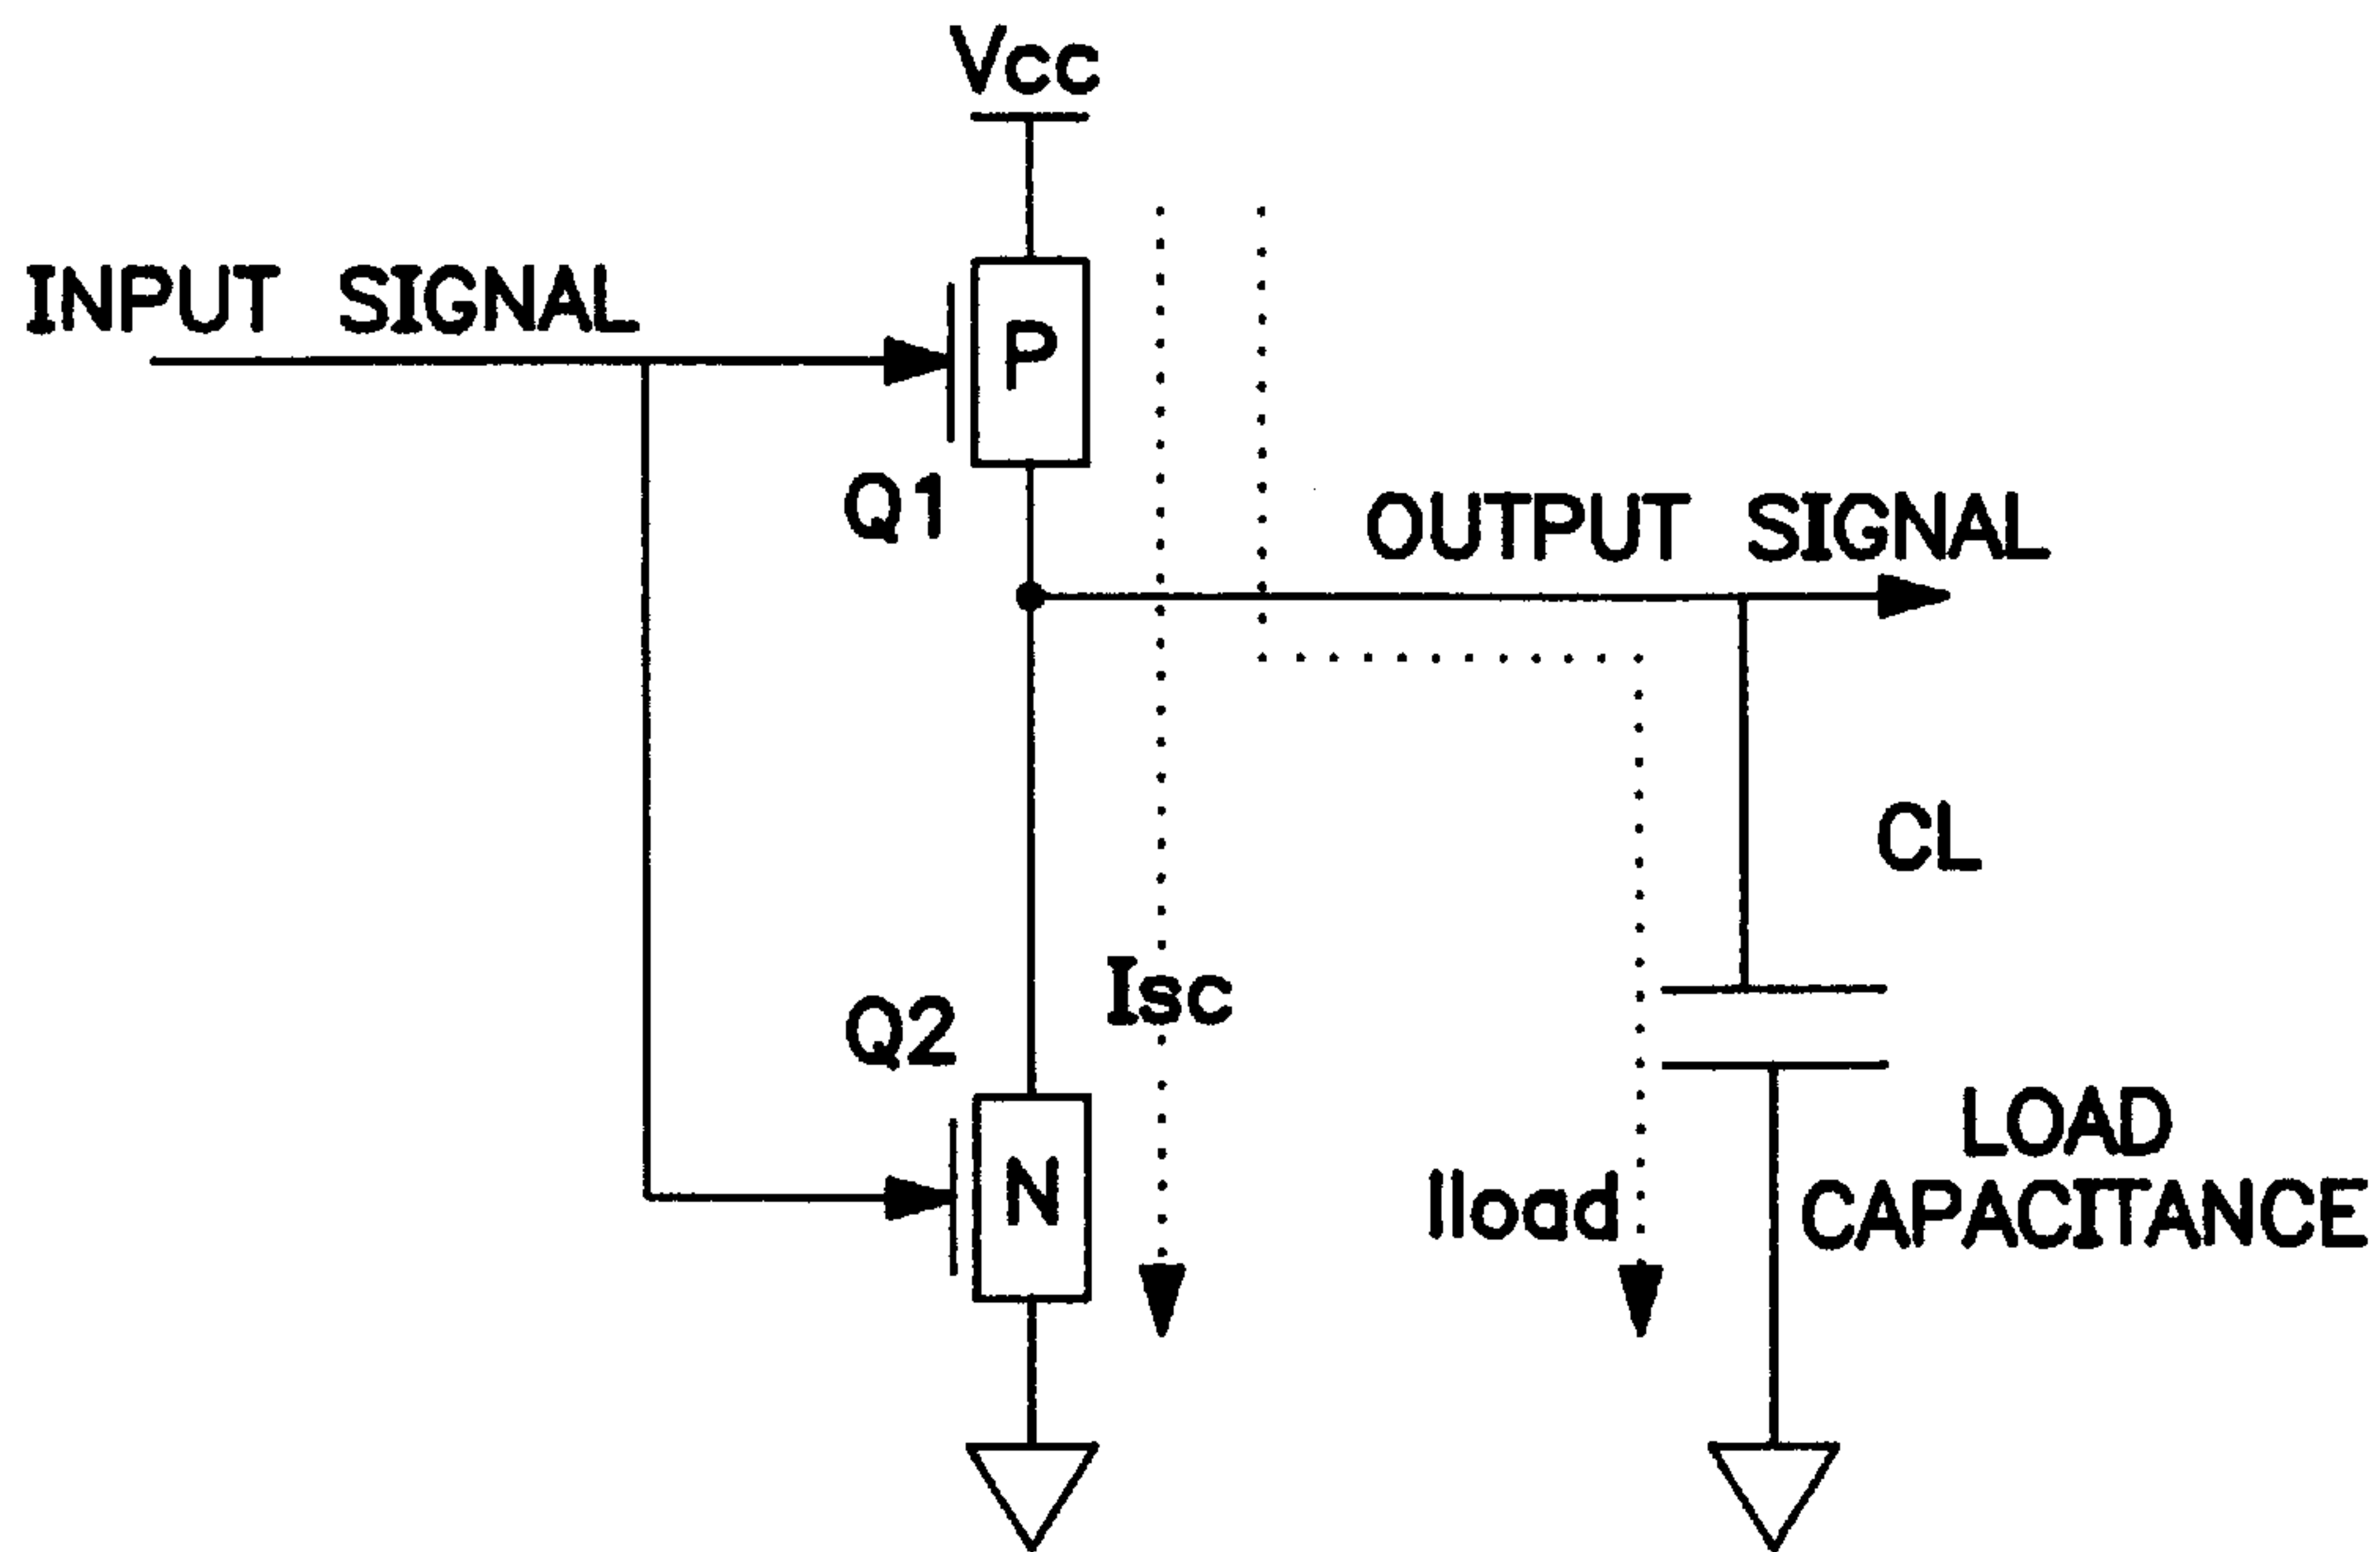 Vcc
INPUT SIGNAL
P
Q1
OUTPUT SIGNAL
CL
Isc
Q2
N
Iload
LOAD
CAPACITANCE